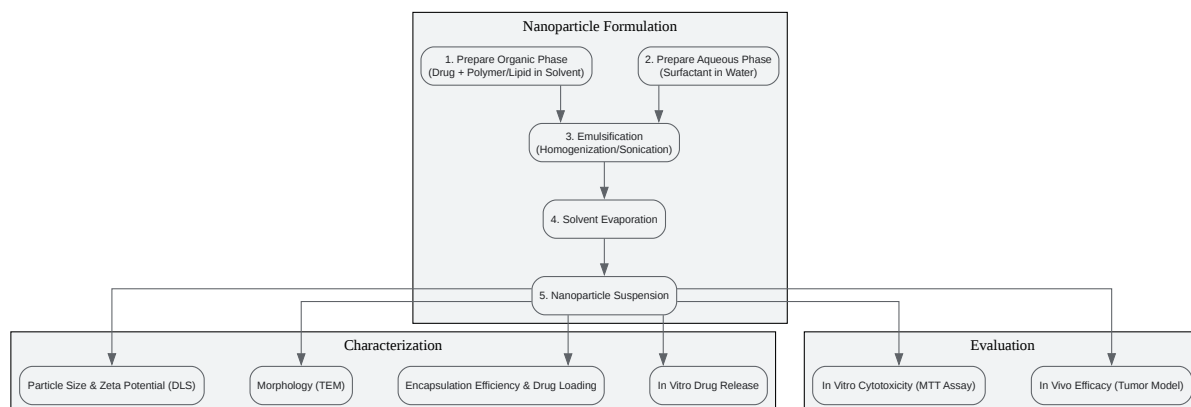 Nanoparticle Formulation
1. Prepare Organic Phase
(Drug + Polymer/Lipid in Solvent)
2. Prepare Aqueous Phase
(Surfactant in Water)
3. Emulsification
(Homogenization/Sonication)
4. Solvent Evaporation
5. Nanoparticle Suspension
Characterization
Particle Size & Zeta Potential (DLS)
Morphology (TEM)
Encapsulation Efficiency & Drug Loading
In Vitro Drug Release
Evaluation
In Vitro Cytotoxicity (MTT Assay)
In Vivo Efficacy (Tumor Model)